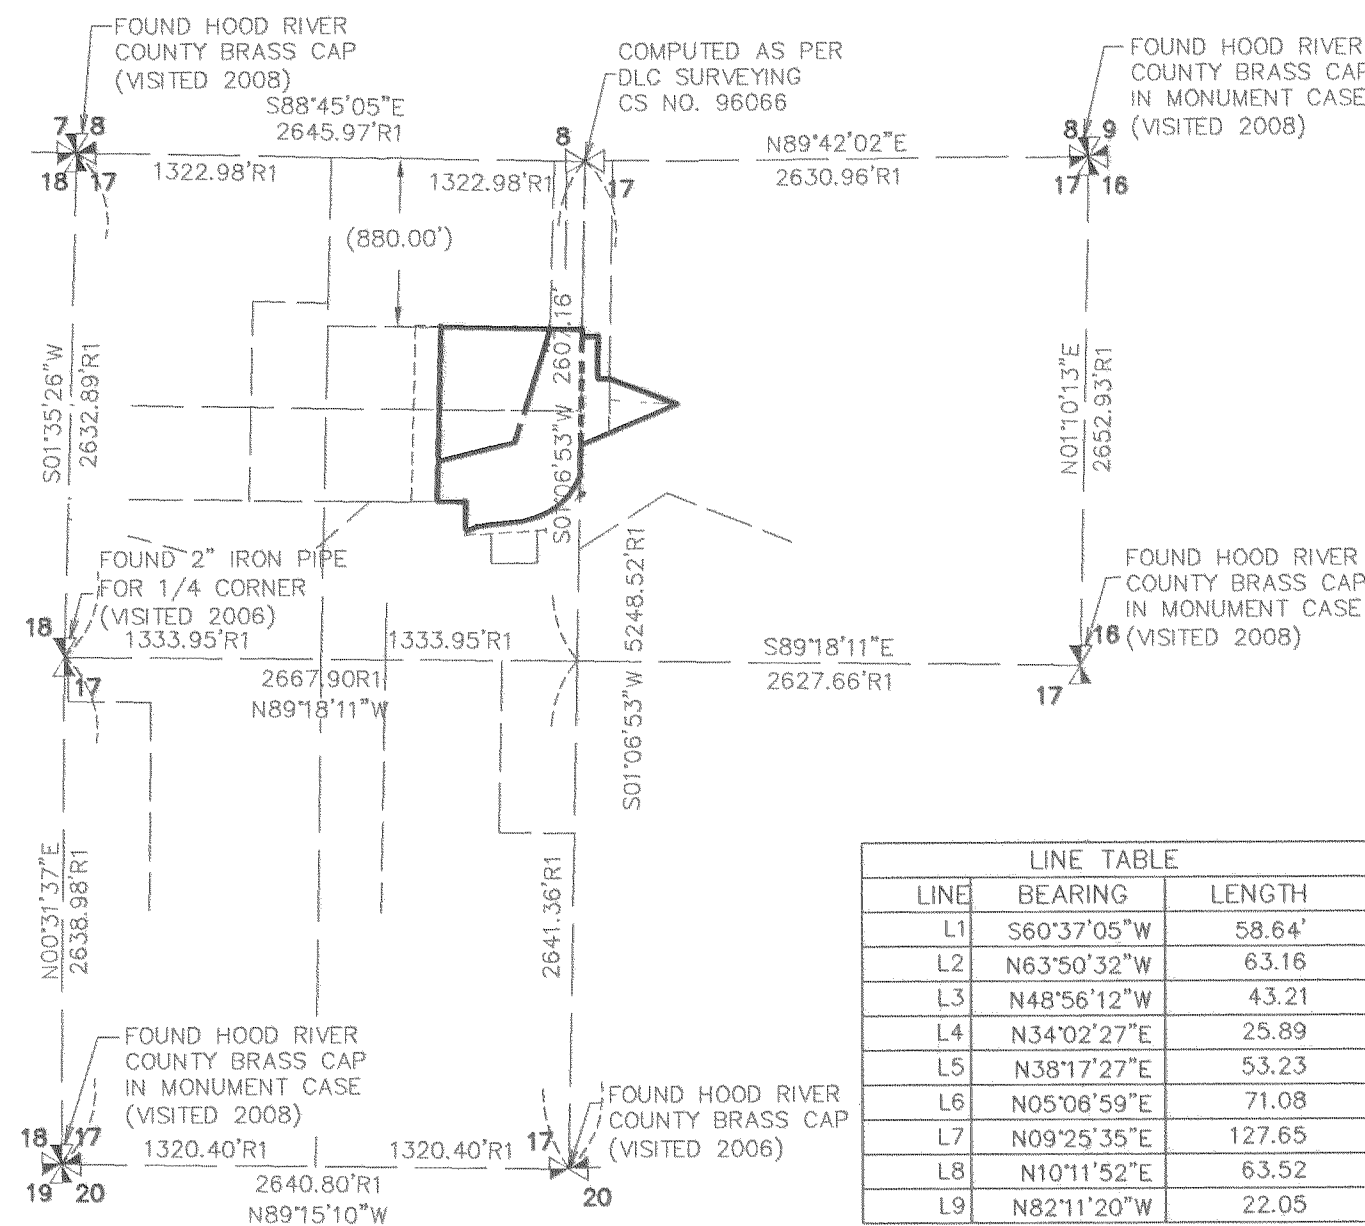 FOUND HOOD RIVER
COUNTY BRASS CAP
(VISITED 2008)
S88°45'05"E
2645.97'R1
COMPUTED AS PER
DLC SURVEYING
CS NO. 96066
FOUND HOOD RIVER
COUNTY BRASS CAP
IN MONUMENT CASE
(VISITED 2008)
7 8
18 17
1322.98'R1
1322.98'R1
8
17
N89°42'02"E
2630.96'R1
8 9
17 16
(880.00')
S01°35'26"W
2632.89'R1
S01°06'53"W 2607.16'
N01°10'13"E
2652.93'R1
FOUND 2" IRON PIPE
FOR 1/4 CORNER
(VISITED 2006)
18
17
1333.95'R1
1333.95'R1
2667.90R1
N89°18'11"W
S01°06'53"W 5248.52'R1
S89°18'11"E
2627.66'R1
FOUND HOOD RIVER
COUNTY BRASS CAP
IN MONUMENT CASE
(VISITED 2008)
16
17
N00°31'37"E
2638.98'R1
2641.36'R1
FOUND HOOD RIVER
COUNTY BRASS CAP
IN MONUMENT CASE
(VISITED 2008)
18 17
19 20
1320.40'R1
1320.40'R1
2640.80'R1
N89°15'10"W
17
20
FOUND HOOD RIVER
COUNTY BRASS CAP
(VISITED 2006)
LINE TABLE
LINE BEARING LENGTH
L1 S60°37'05"W 58.64'
L2 N63°50'32"W 63.16
L3 N48°56'12"W 43.21
L4 N34°02'27"E 25.89
L5 N38°17'27"E 53.23
L6 N05°06'59"E 71.08
L7 N09°25'35"E 127.65
L8 N10°11'52"E 63.52
L9 N82°11'20"W 22.05